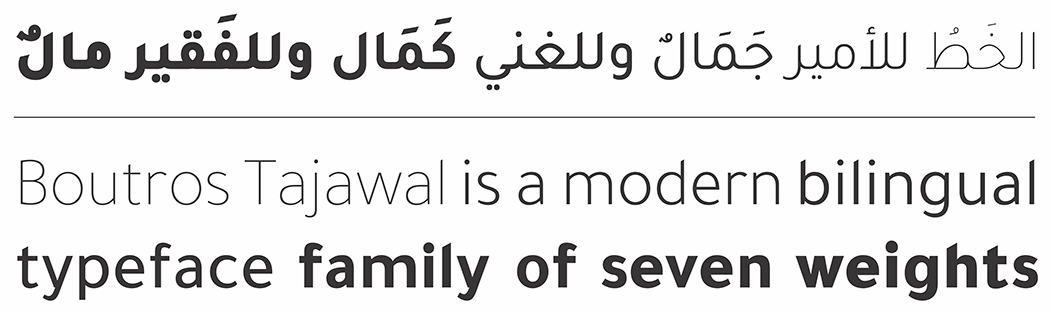 الخَطُ للأمير جَمَالٌ وللغني كَمَال وللفَقير مالٌ
Boutros Tajawal is a modern bilingual
typeface family of seven weights